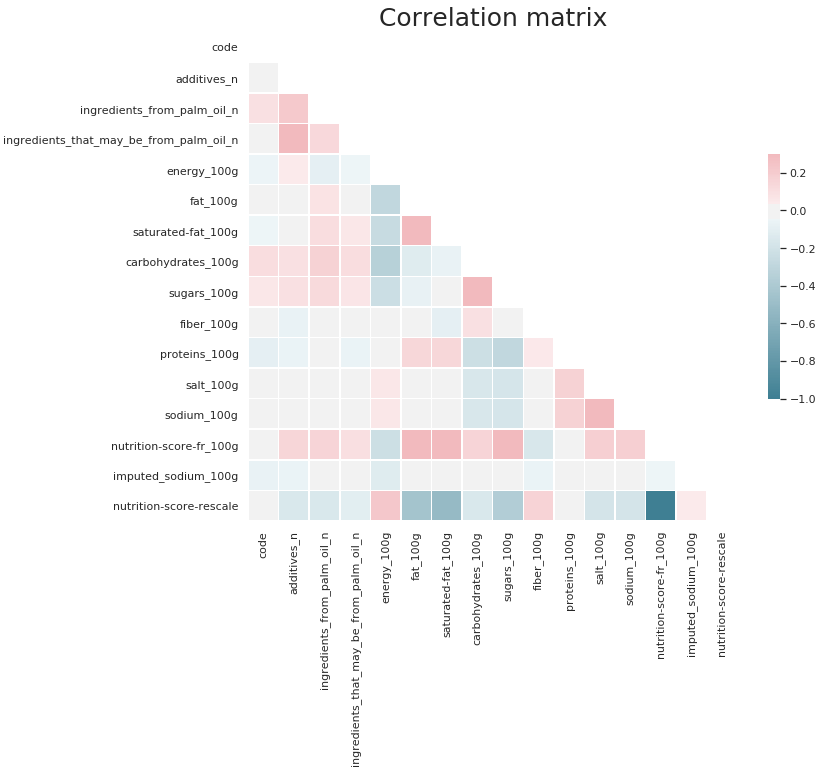 Correlation matrix
code
additives_n
ingredients_from_palm_oil_n
ingredients_that_may_be_from_palm_oil_n
energy_100g
fat_100g
saturated-fat_100g
carbohydrates_100g
sugars_100g
fiber_100g
proteins_100g
salt_100g
sodium_100g
nutrition-score-fr_100g
imputed_sodium_100g
nutrition-score-rescale
code
additives_n
ingredients_from_palm_oil_n
ingredients_that_may_be_from_palm_oil_n
energy_100g
fat_100g
saturated-fat_100g
carbohydrates_100g
sugars_100g
fiber_100g
proteins_100g
salt_100g
sodium_100g
nutrition-score-fr_100g
imputed_sodium_100g
nutrition-score-rescale
0.2
0.0
−0.2
−0.4
−0.6
−0.8
−1.0